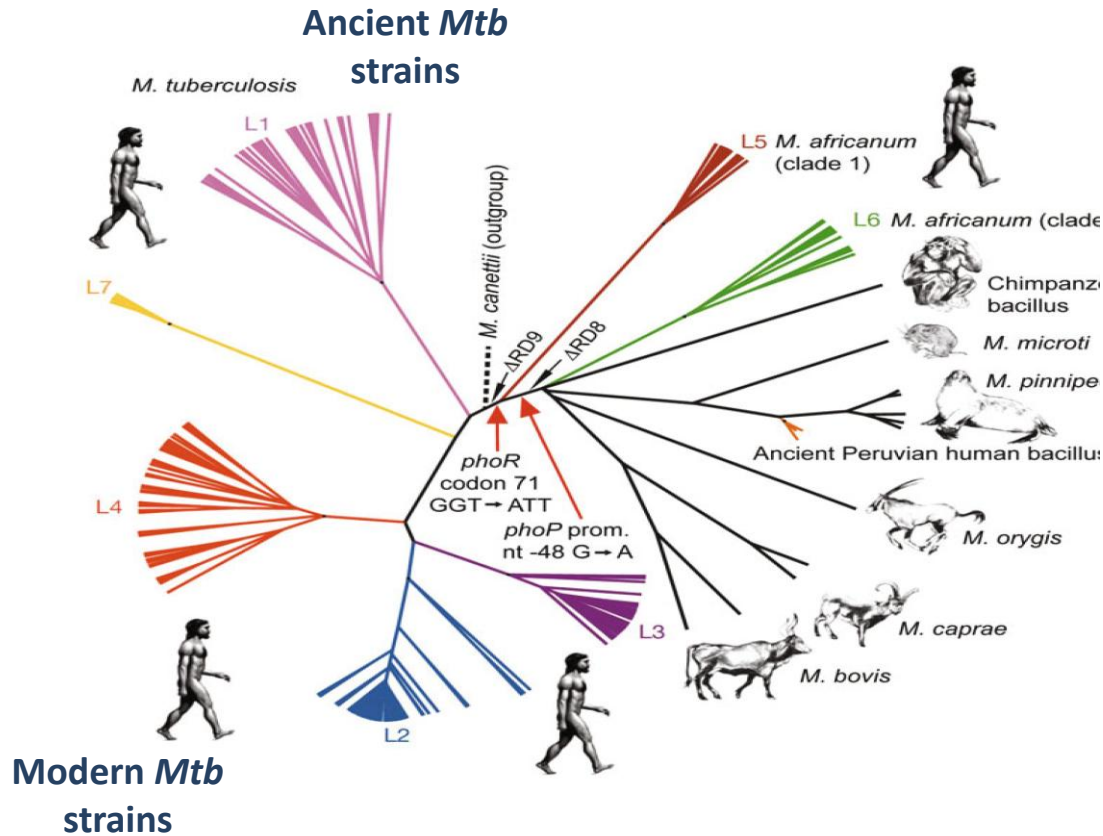 Ancient Mtb
strains
M. tuberculosis
L1
L5 M. africanum
(clade 1)
L6 M. africanum (clade
Chimpanz
bacillus
M. microti
M. pinnipe
Ancient Peruvian human bacillus
M. orygis
M. caprae
M. bovis
M. canettii (outgroup)
ΔRD9
ΔRD8
L7
phoR
codon 71
GGT→ATT
phoP prom.
nt -48 G→A
L4
L3
L2
Modern Mtb
strains